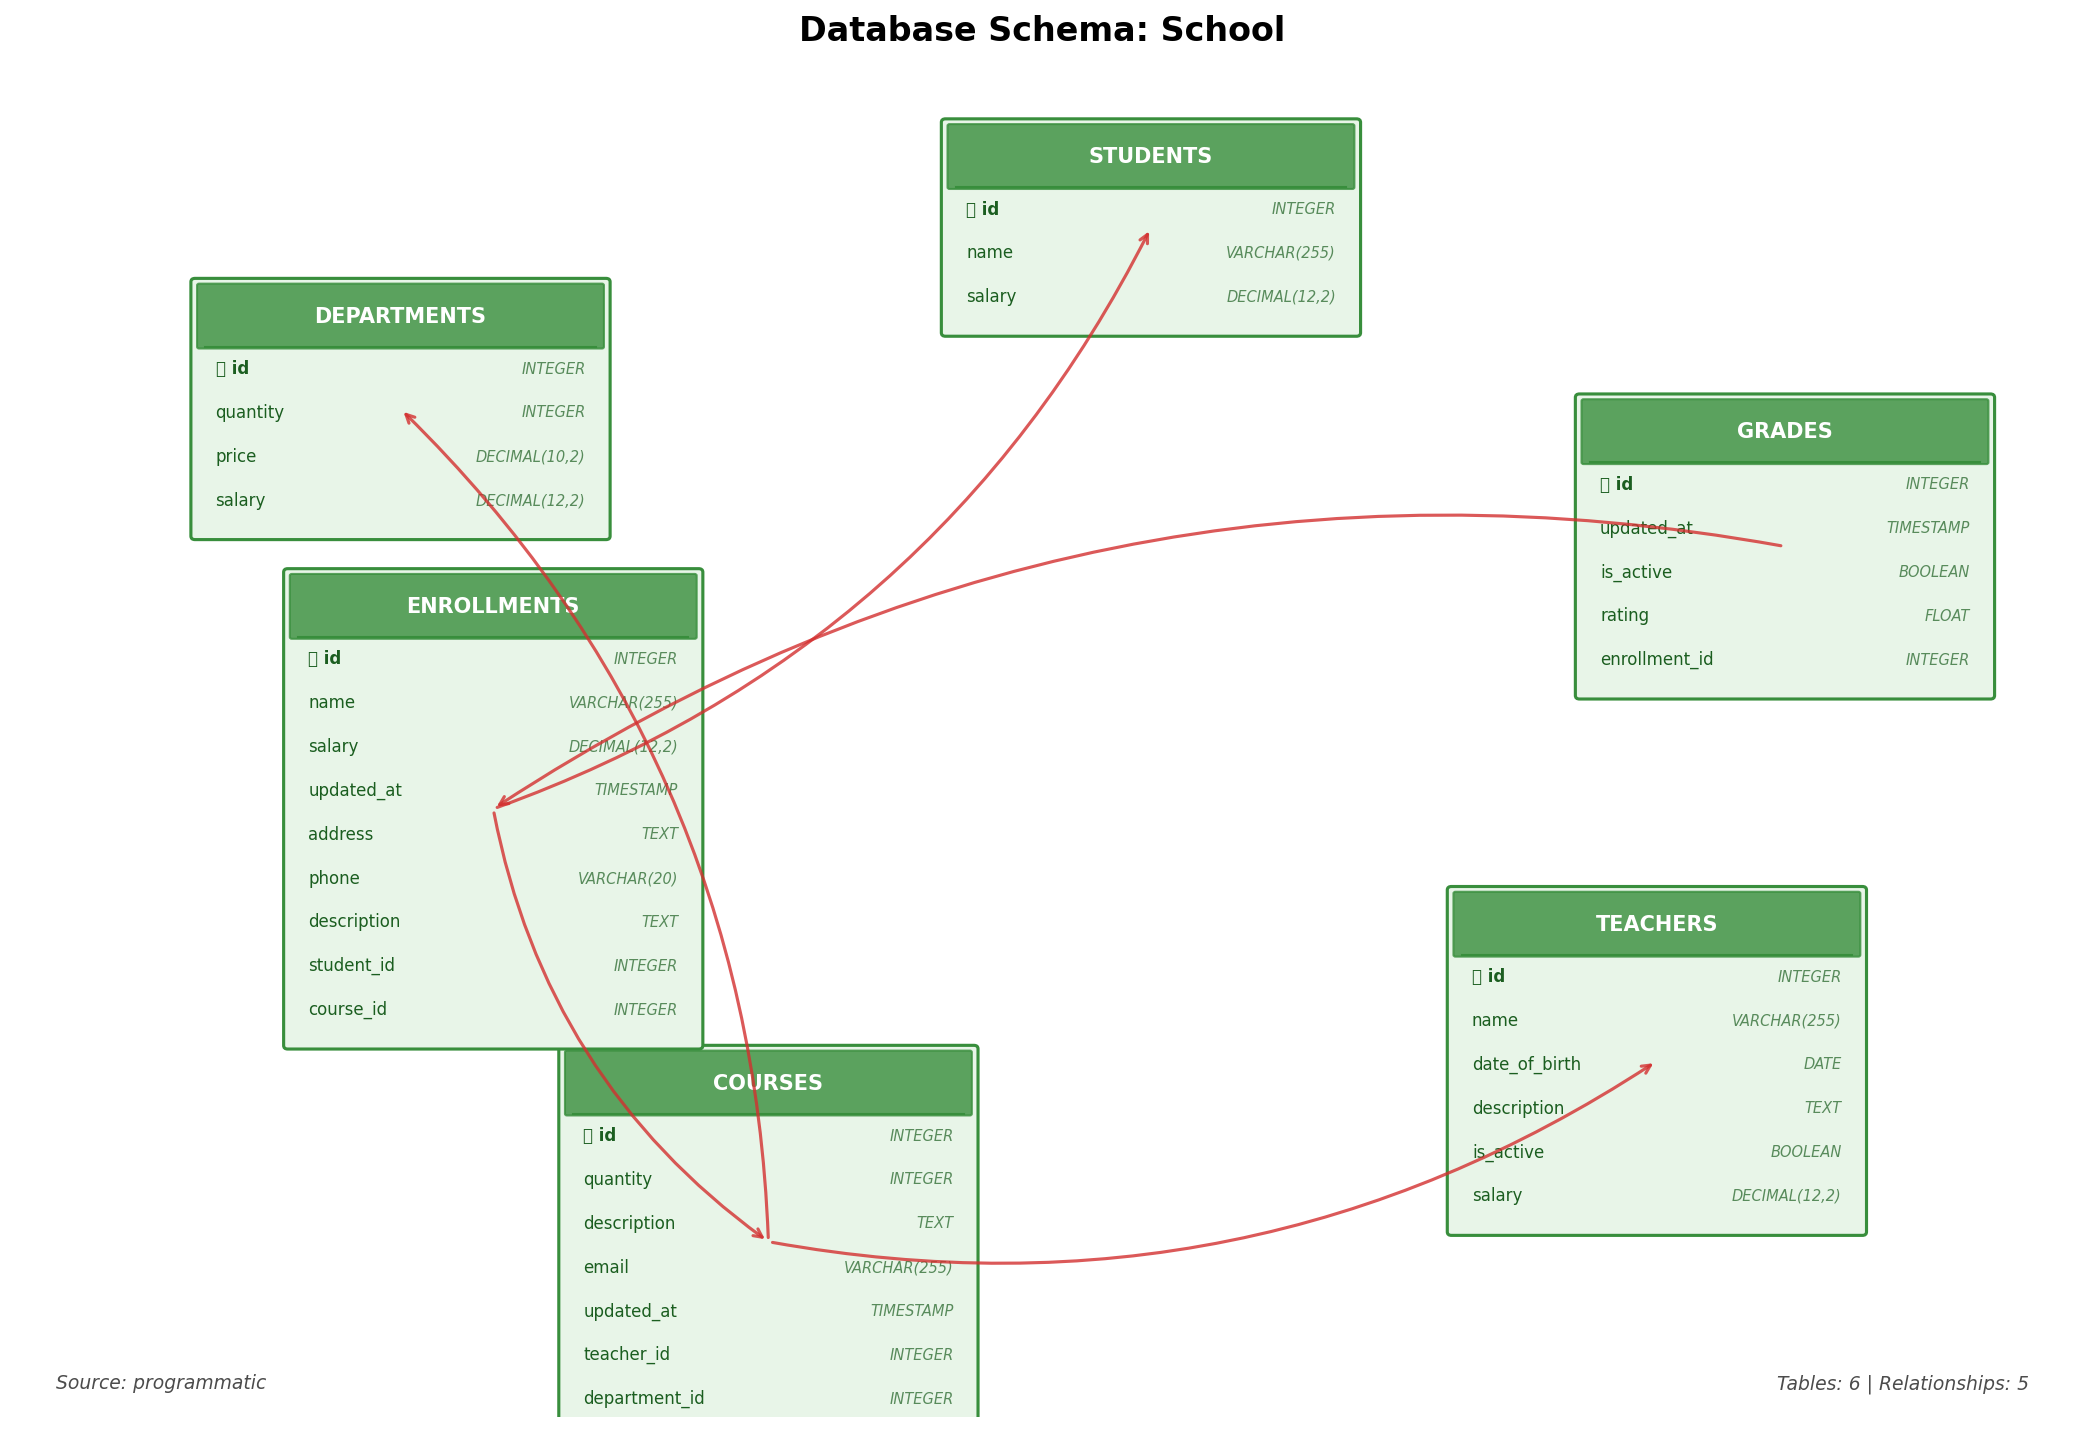 Database Schema: School
STUDENTS
id INTEGER
name VARCHAR(255)
salary DECIMAL(12,2)
DEPARTMENTS
id INTEGER
quantity INTEGER
price DECIMAL(10,2)
salary DECIMAL(12,2)
GRADES
id INTEGER
updated_at TIMESTAMP
is_active BOOLEAN
rating FLOAT
enrollment_id INTEGER
ENROLLMENTS
id INTEGER
name VARCHAR(255)
salary DECIMAL(12,2)
updated_at TIMESTAMP
address TEXT
phone VARCHAR(20)
description TEXT
student_id INTEGER
course_id INTEGER
TEACHERS
id INTEGER
name VARCHAR(255)
date_of_birth DATE
description TEXT
is_active BOOLEAN
salary DECIMAL(12,2)
COURSES
id INTEGER
quantity INTEGER
description TEXT
email VARCHAR(255)
updated_at TIMESTAMP
teacher_id INTEGER
department_id INTEGER
Source: programmatic
Tables: 6 | Relationships: 5